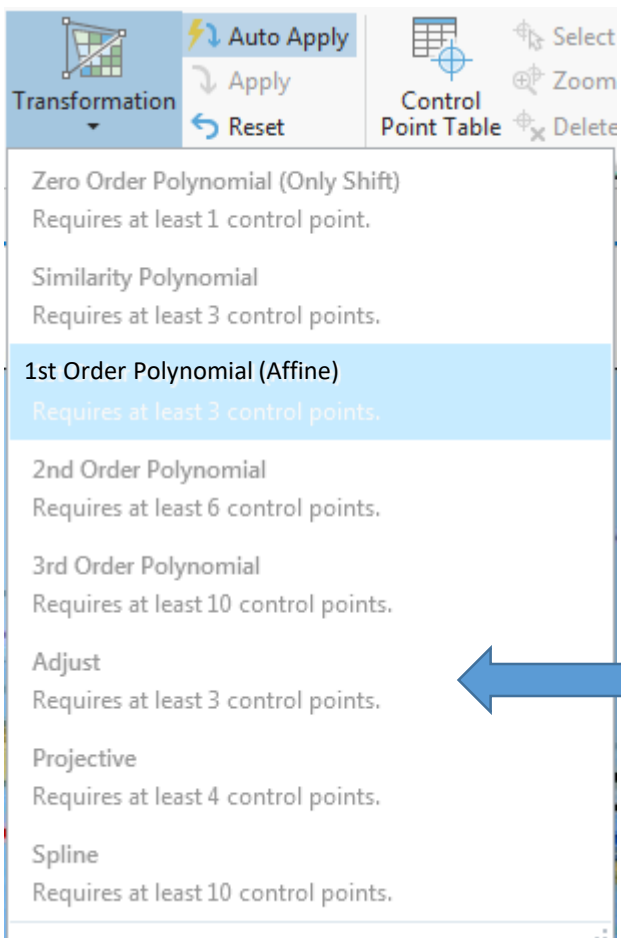 Transformation
Auto Apply
Apply
Reset
Control
Point Table
Select
Zoom
Delete
Zero Order Polynomial (Only Shift)
Requires at least 1 control point.
Similarity Polynomial
Requires at least 3 control points.
1st Order Polynomial (Affine)
Requires at least 3 control points.
2nd Order Polynomial
Requires at least 6 control points.
3rd Order Polynomial
Requires at least 10 control points.
Adjust
Requires at least 3 control points.
Projective
Requires at least 4 control points.
Spline
Requires at least 10 control points.